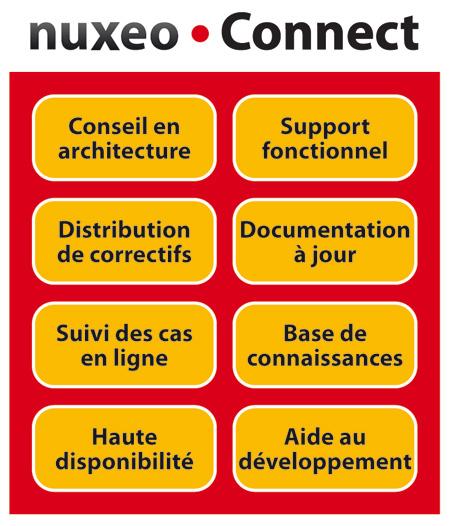 nuxeo • Connect
Conseil en
architecture
Support
fonctionnel
Distribution
de correctifs
Documentation
à jour
Suivi des cas
en ligne
Base de
connaissances
Haute
disponibilité
Aide au
développement